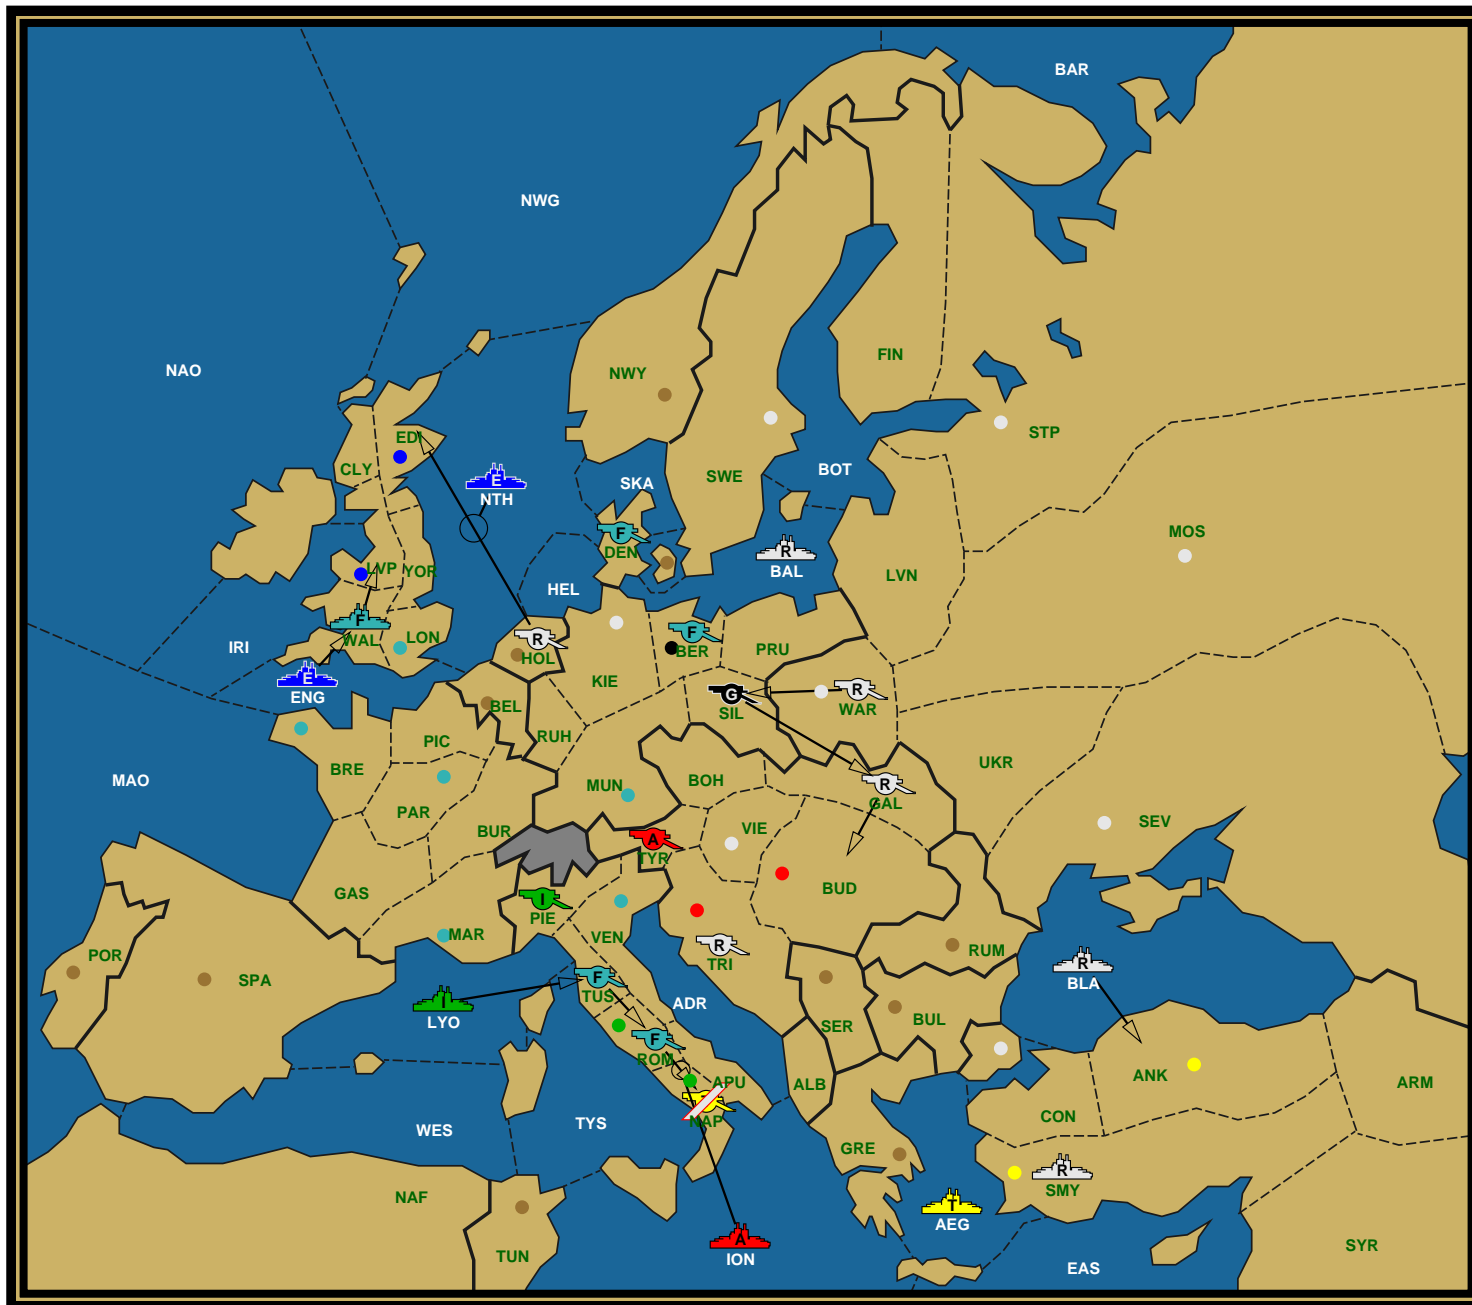 BAR
NWG
NAO
FIN
NWY
STP
EDI
CLY
SKA
BOT
SWE
E
NTH
MOS
F
DEN
R
BAL
LVP
YOR
LVN
HEL
IRI
F
WAL
LON
R
HOL
F
BER
PRU
E
ENG
KIE
G
SIL
R
WAR
BEL
RUH
PIC
BRE
UKR
MAO
MUN
BOH
R
GAL
PAR
BUR
VIE
SEV
A
TYR
GAS
BUD
I
PIE
MAR
VEN
R
TRI
POR
SPA
RUM
F
TUS
R
BLA
I
LYO
ADR
SER
BUL
F
ROM
APU
ALB
ANK
ARM
NAP
CON
WES
TYS
GRE
R
SMY
NAF
T
AEG
TUN
A
ION
EAS
SYR